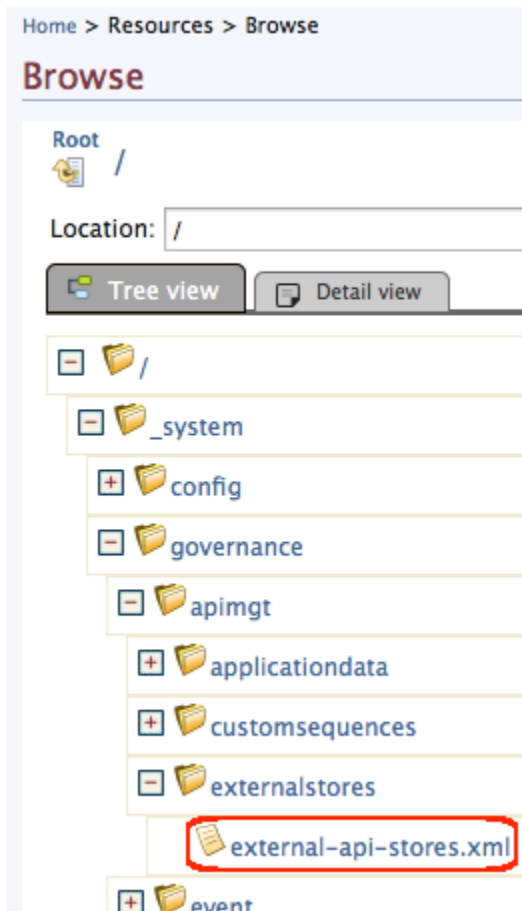 Home > Resources > Browse
Browse
Root
/
Location: /
Tree view Detail view
/
_system
config
governance
apimgt
applicationdata
customsequences
externalstores
external-api-stores.xml
event